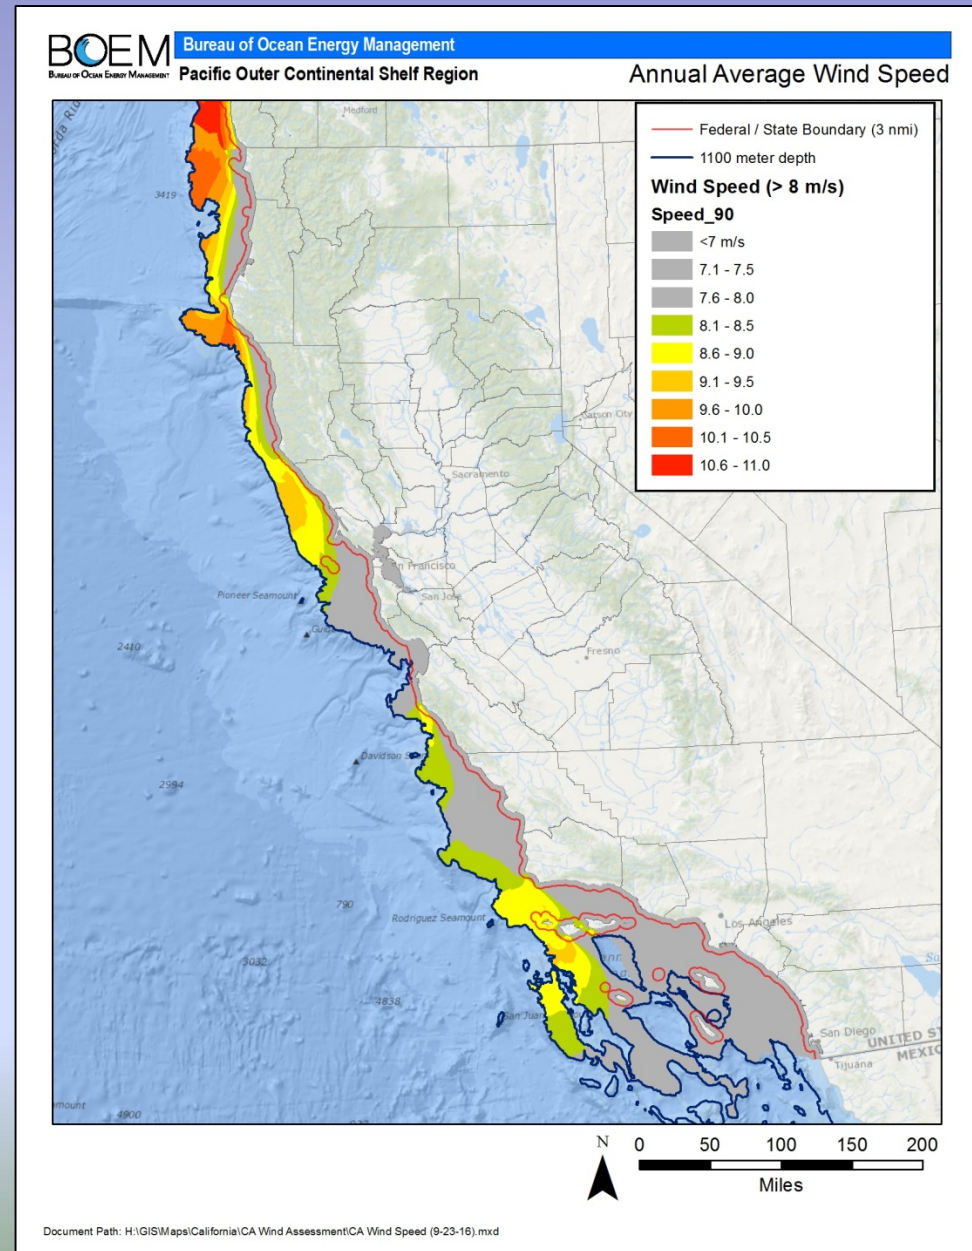 BOEM
BUREAU OF OCEAN ENERGY MANAGEMENT
Bureau of Ocean Energy Management
Pacific Outer Continental Shelf Region
Annual Average Wind Speed
Medford
Federal / State Boundary (3 nmi)
1100 meter depth
Wind Speed (> 8 m/s)
Speed_90
<7 m/s
7.1 - 7.5
7.6 - 8.0
8.1 - 8.5
8.6 - 9.0
9.1 - 9.5
9.6 - 10.0
10.1 - 10.5
10.6 - 11.0
3419
Carson City
Sacramento
San Francisco
San Jose
Pioneer Seamount
2410
Fresno
Davidson
2994
790
Rodriguez Seamount
Los Angeles
3032
4838
San Juan
San Diego
UNITED ST
MEXIC
Tijuana
mount
4900
N
0 50 100 150 200
Miles
Document Path: H:\GIS\Maps\California\CA Wind Assessment\CA Wind Speed (9-23-16).mxd